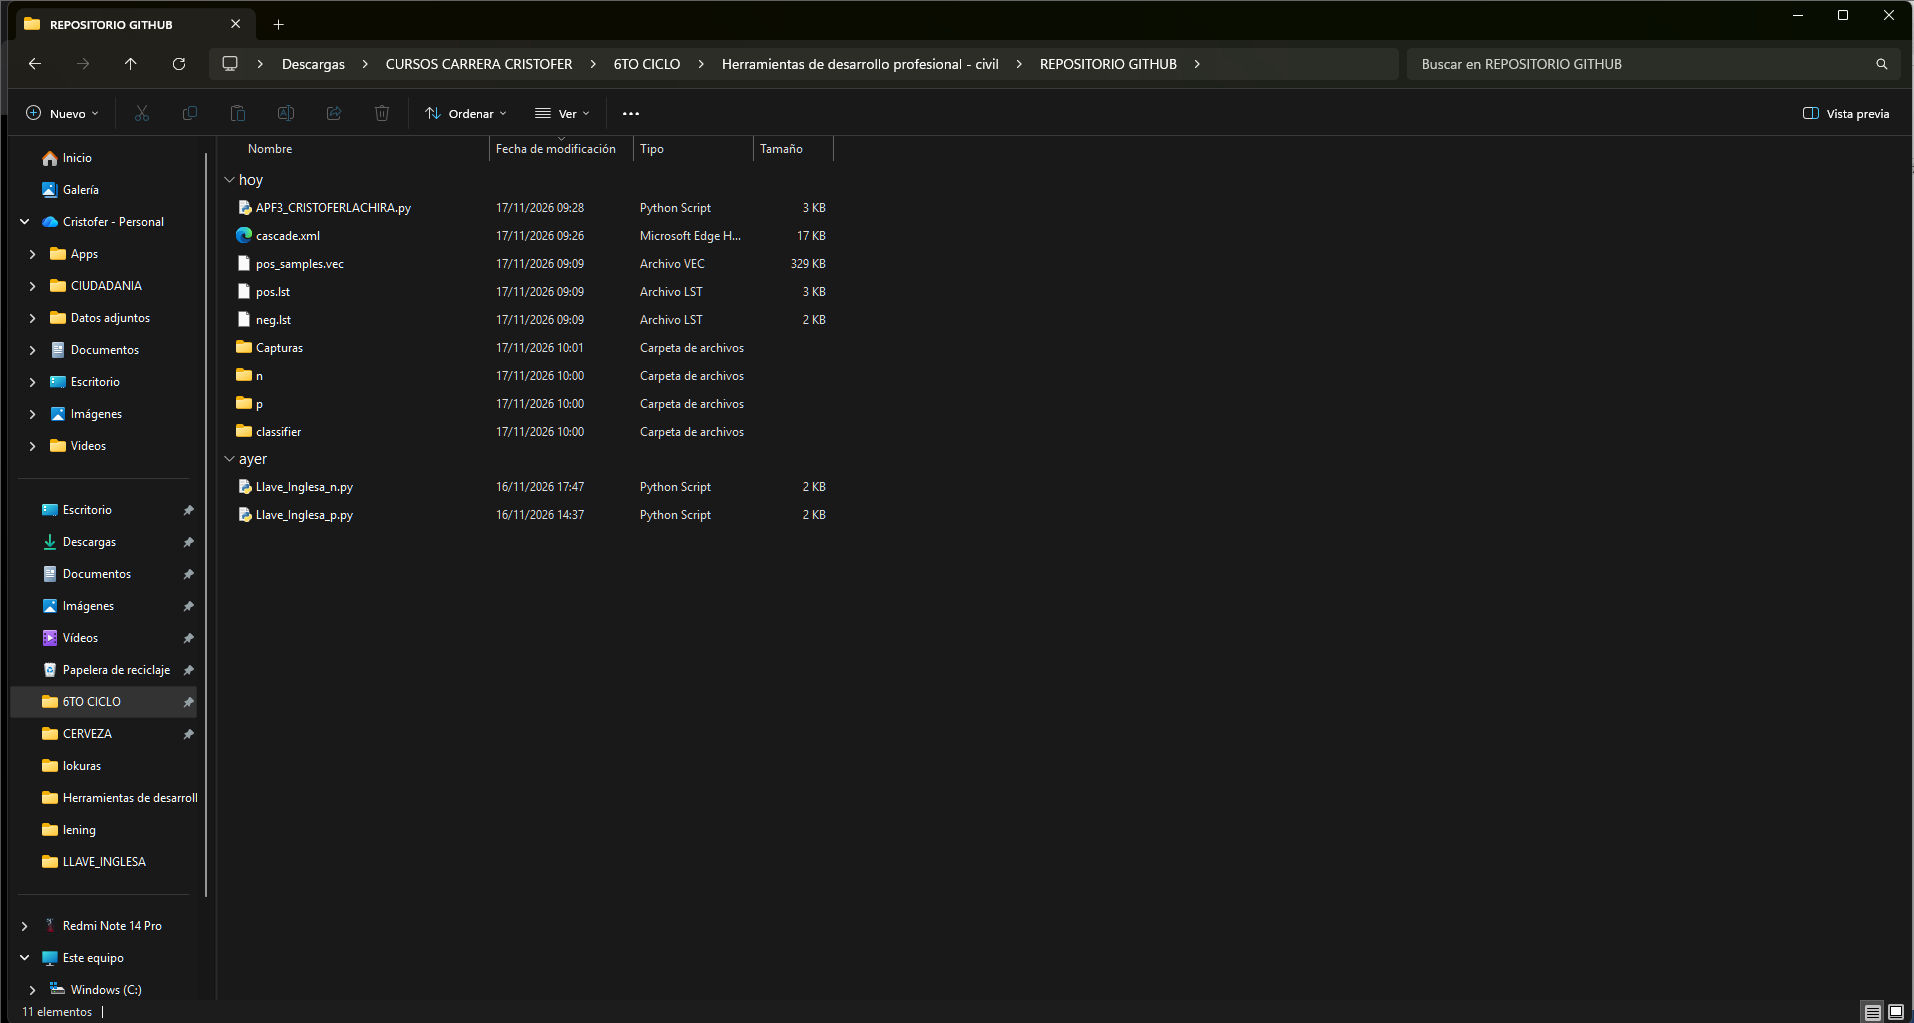 REPOSITORIO GITHUB
Descargas > CURSOS CARRERA CRISTOFER > 6TO CICLO > Herramientas de desarrollo profesional - civil > REPOSITORIO GITHUB >
Buscar en REPOSITORIO GITHUB
Nuevo
Ordenar
Ver
Vista previa
Inicio
Galería
Cristofer - Personal
Apps
CIUDADANIA
Datos adjuntos
Documentos
Escritorio
Imágenes
Videos
Escritorio
Descargas
Documentos
Imágenes
Vídeos
Papelera de reciclaje
6TO CICLO
CERVEZA
lokuras
Herramientas de desarroll
lening
LLAVE_INGLESA
Redmi Note 14 Pro
Este equipo
Windows (C:)
Nombre Fecha de modificación Tipo Tamaño
hoy
APF3_CRISTOFERLACHIRA.py 17/11/2026 09:28 Python Script 3 KB
cascade.xml 17/11/2026 09:26 Microsoft Edge H... 17 KB
pos_samples.vec 17/11/2026 09:09 Archivo VEC 329 KB
pos.lst 17/11/2026 09:09 Archivo LST 3 KB
neg.lst 17/11/2026 09:09 Archivo LST 2 KB
Capturas 17/11/2026 10:01 Carpeta de archivos
n 17/11/2026 10:00 Carpeta de archivos
p 17/11/2026 10:00 Carpeta de archivos
classifier 17/11/2026 10:00 Carpeta de archivos
ayer
Llave_Inglesa_n.py 16/11/2026 17:47 Python Script 2 KB
Llave_Inglesa_p.py 16/11/2026 14:37 Python Script 2 KB
11 elementos